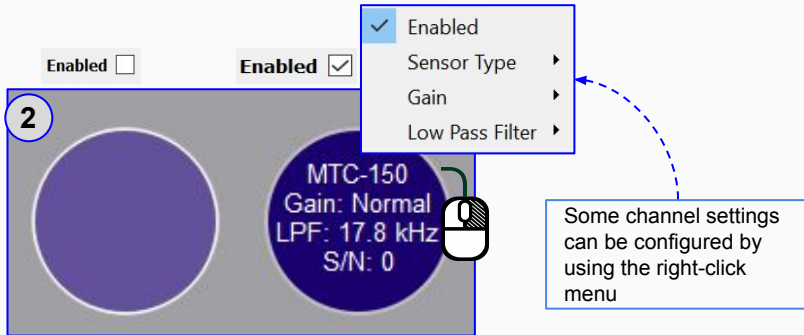 Enabled
Enabled
Enabled
Sensor Type
Gain
Low Pass Filter
2
MTC-150
Gain: Normal
LPF: 17.8 kHz
S/N: 0
Some channel settings
can be configured by
using the right-click
menu